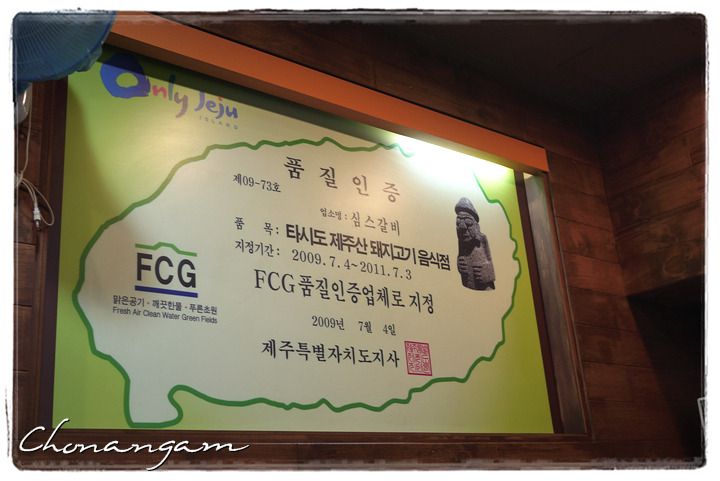 Only Jeju
ISLAND
품질인증
제09-73호
업소명 : 심스갈비
품 목 : 타시도 제주산 돼지고기 음식점
지정기간 : 2009.7.4~2011.7.3
FCG 품질인증업체로 지정
2009년 7월 4일
제주특별자치도지사
FCG
맑은공기·깨끗한물·푸른초원
Fresh Air Clean Water Green Fields
Chonangam